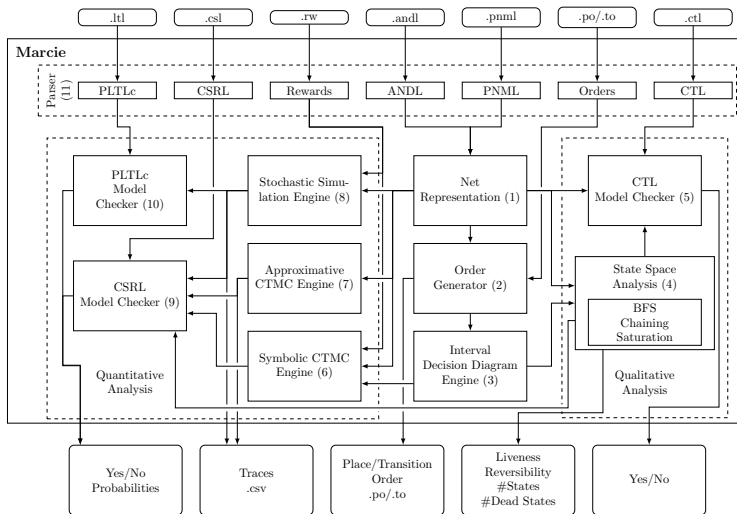 .ltl
.csl
.rw
.andl
.pnml
.po/.to
.ctl
Marcie
Parser
(11)
PLTLc
CSRL
Rewards
ANDL
PNML
Orders
CTL
PLTLc
Model
Checker (10)
Stochastic Simu-
lation Engine (8)
Net
Representation (1)
CTL
Model Checker (5)
CSRL
Model Checker (9)
Approximative
CTMC Engine (7)
Order
Generator (2)
State Space
Analysis (4)
BFS
Chaining
Saturation
Symbolic CTMC
Engine (6)
Interval
Decision Diagram
Engine (3)
Quantitative
Analysis
Qualitative
Analysis
Yes/No
Probabilities
Traces
.csv
Place/Transition
Order
.po/.to
Liveness
Reversibility
#States
#Dead States
Yes/No